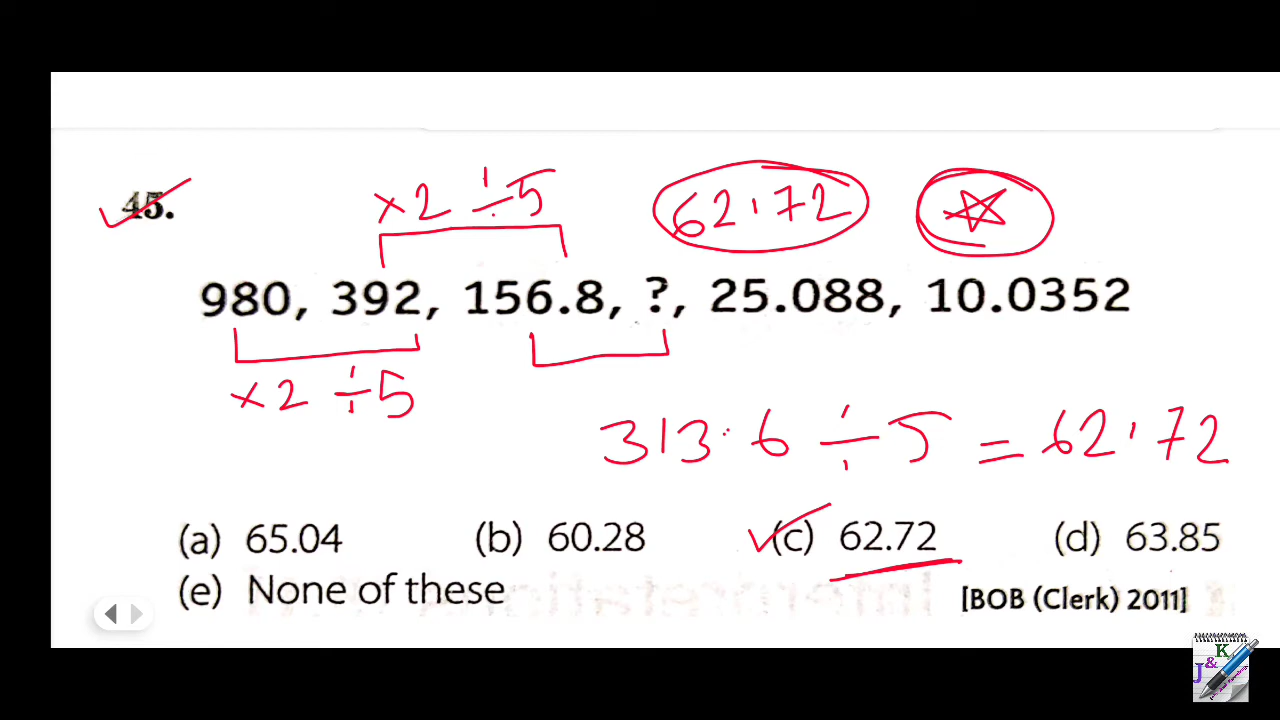 45.
×2 ÷5 62.72
980, 392, 156.8, ?, 25.088, 10.0352
×2 ÷5
313.6 ÷ 5 = 62.72
(a) 65.04 (b) 60.28 (c) 62.72 (d) 63.85
(e) None of these [BOB (Clerk) 2011]
J&K